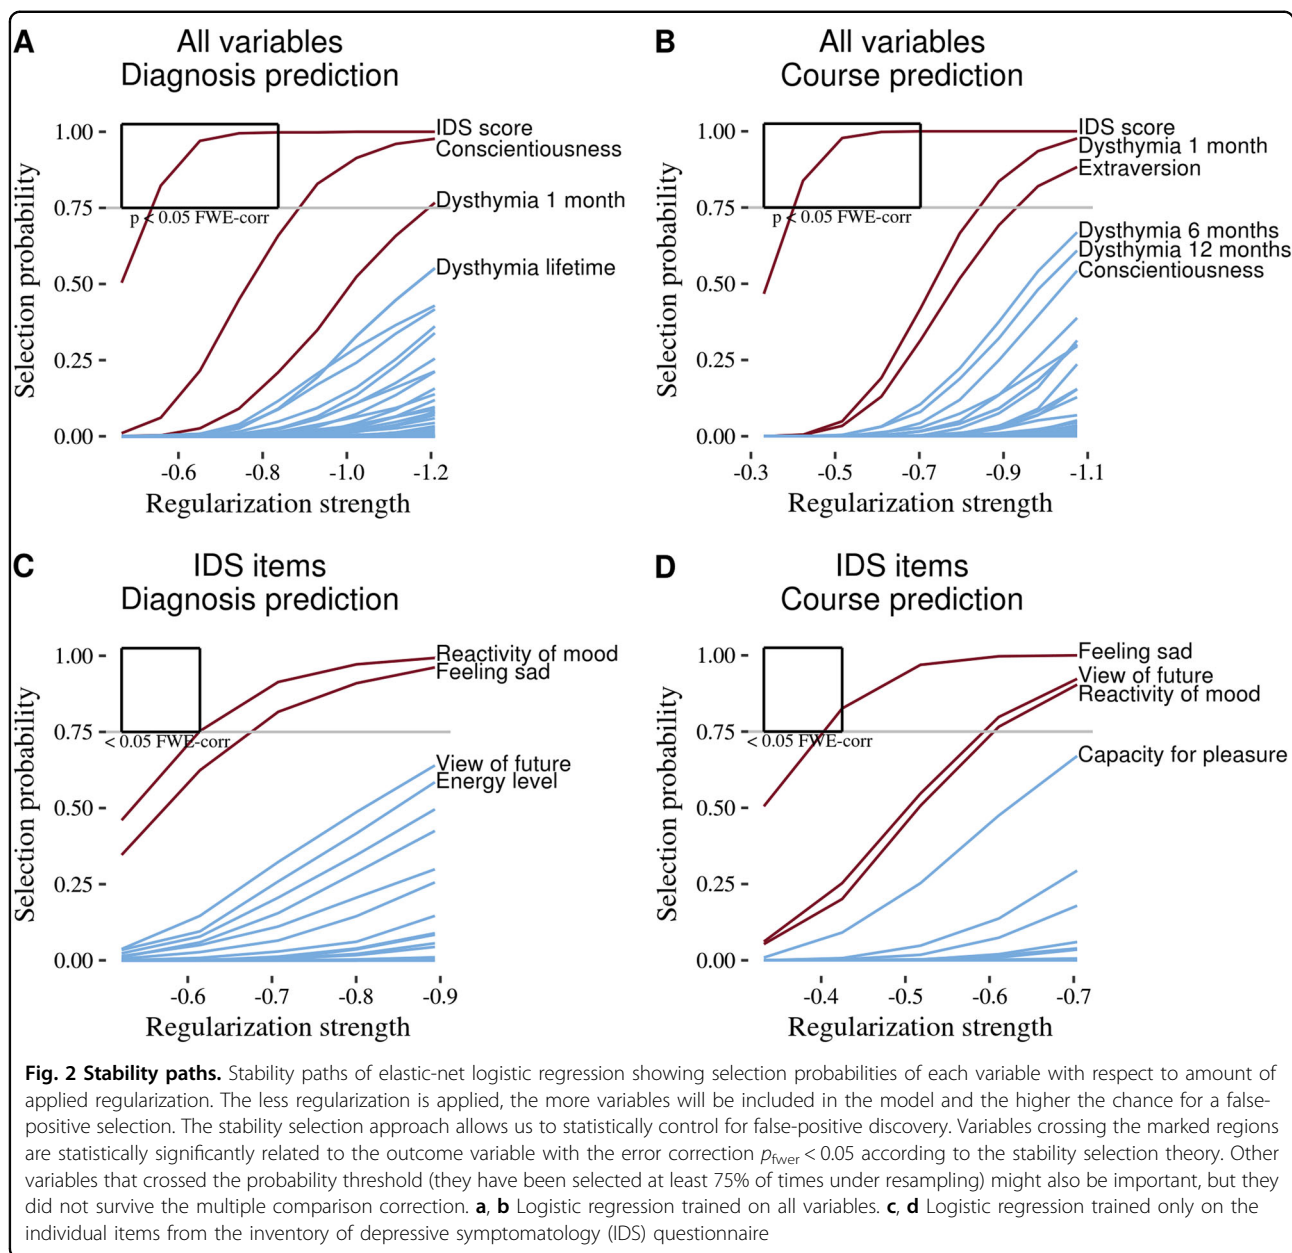 A
All variables
Diagnosis prediction
Selection probability
1.00
0.75
0.50
0.25
0.00
p < 0.05 FWE-corr
IDS score
Conscientiousness
Dysthymia 1 month
Dysthymia lifetime
-0.6 -0.8 -1.0 -1.2
Regularization strength
B
All variables
Course prediction
Selection probability
1.00
0.75
0.50
0.25
0.00
p < 0.05 FWE-corr
IDS score
Dysthymia 1 month
Extraversion
Dysthymia 6 months
Dysthymia 12 months
Conscientiousness
-0.3 -0.5 -0.7 -0.9 -1.1
Regularization strength
C
IDS items
Diagnosis prediction
Selection probability
1.00
0.75
0.50
0.25
0.00
< 0.05 FWE-corr
Reactivity of mood
Feeling sad
View of future
Energy level
-0.6 -0.7 -0.8 -0.9
Regularization strength
D
IDS items
Course prediction
Selection probability
1.00
0.75
0.50
0.25
0.00
< 0.05 FWE-corr
Feeling sad
View of future
Reactivity of mood
Capacity for pleasure
-0.4 -0.5 -0.6 -0.7
Regularization strength
Fig. 2 Stability paths. Stability paths of elastic-net logistic regression showing selection probabilities of each variable with respect to amount of
applied regularization. The less regularization is applied, the more variables will be included in the model and the higher the chance for a false-
positive selection. The stability selection approach allows us to statistically control for false-positive discovery. Variables crossing the marked regions
are statistically significantly related to the outcome variable with the error correction pfwer < 0.05 according to the stability selection theory. Other
variables that crossed the probability threshold (they have been selected at least 75% of times under resampling) might also be important, but they
did not survive the multiple comparison correction. a, b Logistic regression trained on all variables. c, d Logistic regression trained only on the
individual items from the inventory of depressive symptomatology (IDS) questionnaire